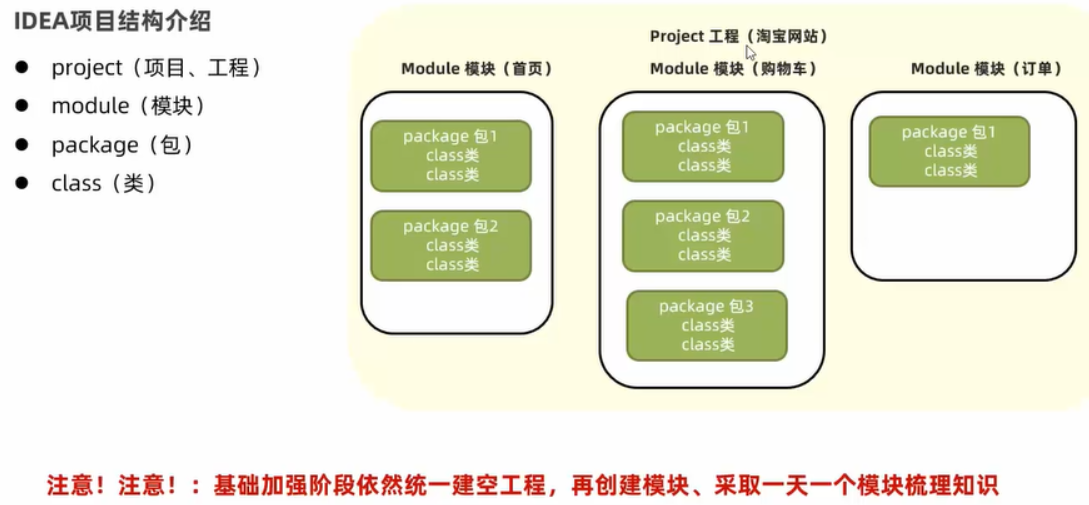 IDEA项目结构介绍
● project（项目、工程）
● module（模块）
● package（包）
● class（类）
Project 工程（淘宝网站）
Module 模块（首页）
package 包1
class类
class类
package 包2
class类
class类
Module 模块（购物车）
package 包1
class类
class类
package 包2
class类
class类
package 包3
class类
class类
Module 模块（订单）
package 包1
class类
class类
注意！注意！：基础加强阶段依然统一建空工程，再创建模块、采取一天一个模块梳理知识